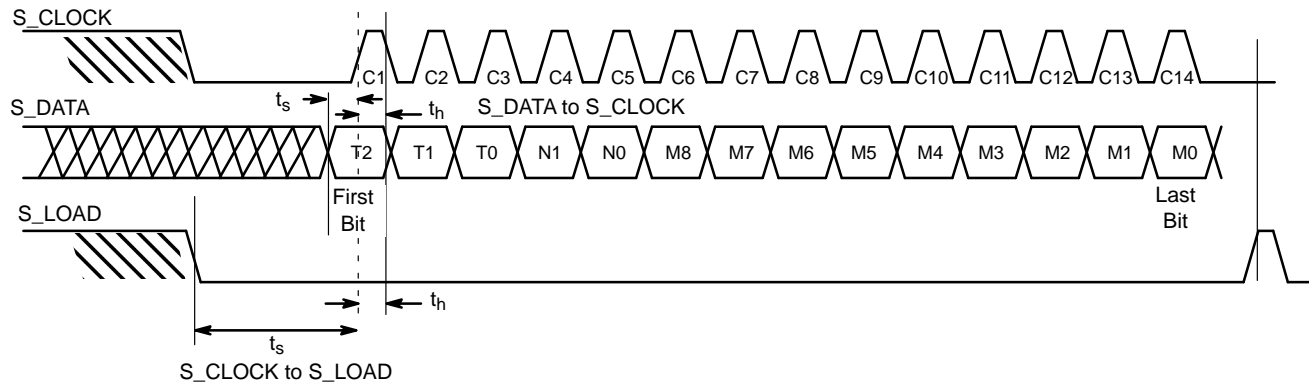 S_CLOCK
C1 C2 C3 C4 C5 C6 C7 C8 C9 C10 C11 C12 C13 C14
ts
S_DATA
th
S_DATA to S_CLOCK
T2 T1 T0 N1 N0 M8 M7 M6 M5 M4 M3 M2 M1 M0
First
Bit
Last
Bit
S_LOAD
th
ts
S_CLOCK to S_LOAD